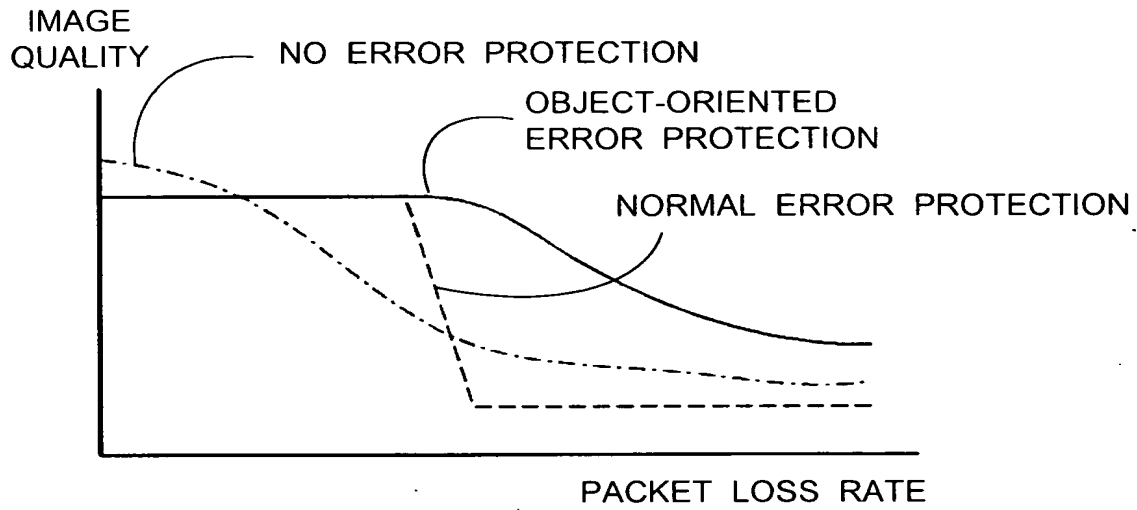 IMAGE
QUALITY
NO ERROR PROTECTION
OBJECT-ORIENTED
ERROR PROTECTION
NORMAL ERROR PROTECTION
PACKET LOSS RATE